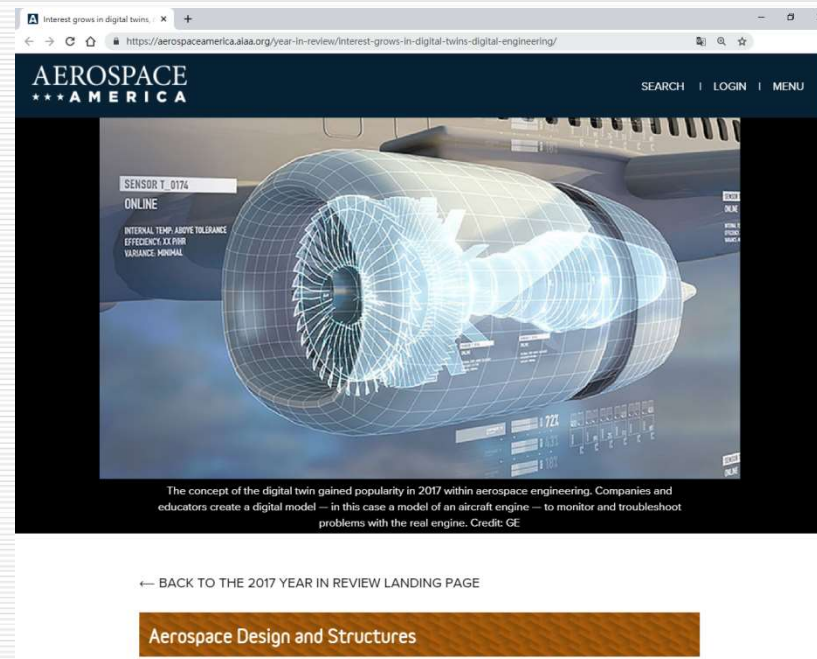 Interest grows in digital twins,
https://aerospaceamerica.aiaa.org/year-in-review/interest-grows-in-digital-twins-digital-engineering/
AEROSPACE
AMERICA
SEARCH | LOGIN | MENU
SENSOR T_0174
ONLINE
INTERNAL TEMP: ABOVE TOLERANCE
EFFECIENCY: XX P/HR
VARIANCE: MINIMAL
72%
The concept of the digital twin gained popularity in 2017 within aerospace engineering. Companies and
educators create a digital model — in this case a model of an aircraft engine — to monitor and troubleshoot
problems with the real engine. Credit: GE
← BACK TO THE 2017 YEAR IN REVIEW LANDING PAGE
Aerospace Design and Structures